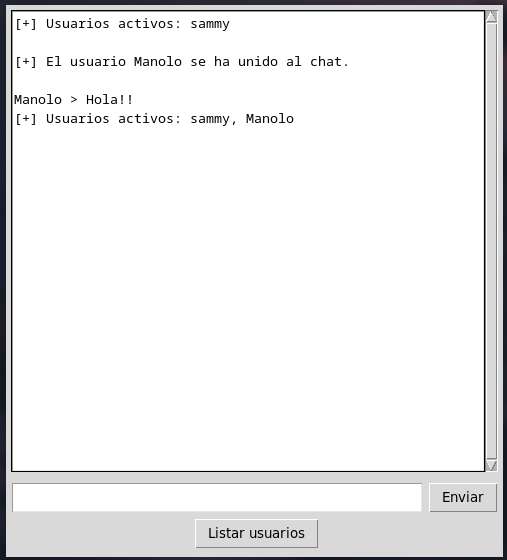 [+] Usuarios activos: sammy
[+] El usuario Manolo se ha unido al chat.
Manolo > Hola!!
[+] Usuarios activos: sammy, Manolo
Enviar
Listar usuarios